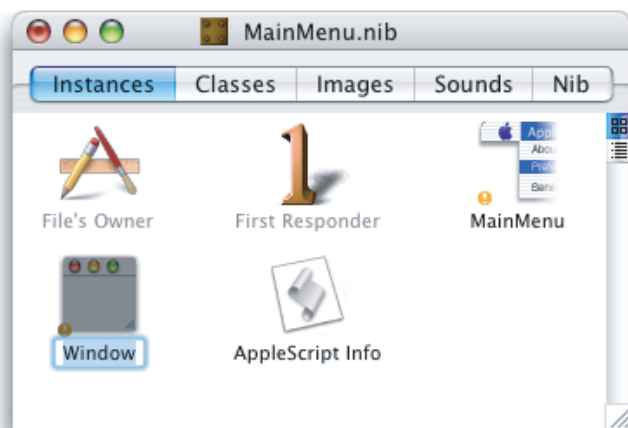 MainMenu.nib
Instances Classes Images Sounds Nib
File's Owner First Responder MainMenu
Window AppleScript Info